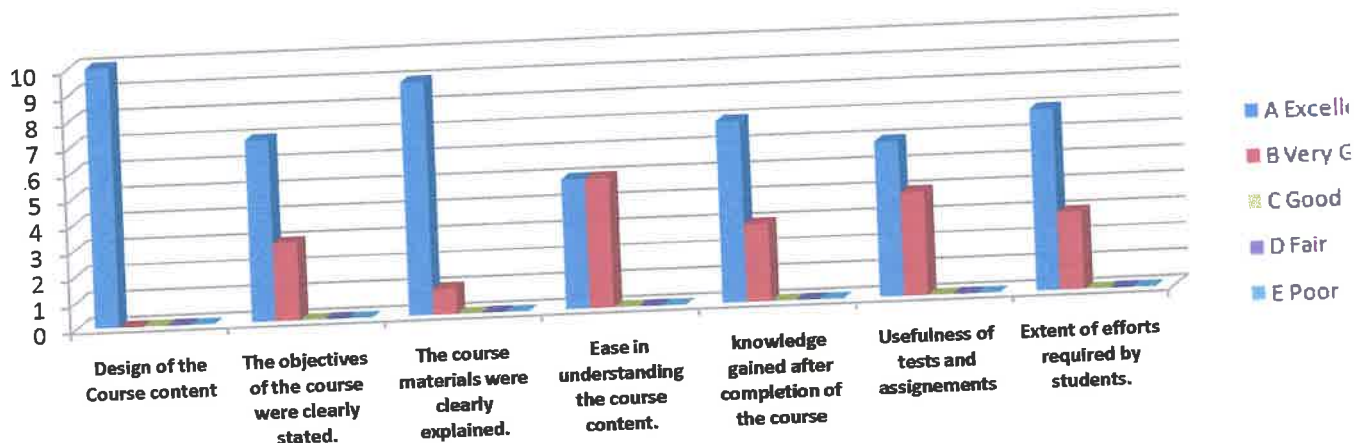 10
9
8
7
.6
5
4
3
2
1
0
Design of the
Course content
The objectives
of the course
were clearly
stated.
The course
materials were
clearly
explained.
Ease in
understanding
the course
content.
knowledge
gained after
completion of
the course
Usefulness of
tests and
assignements
Extent of efforts
required by
students.
A Excelle
B Very G
C Good
D Fair
E Poor